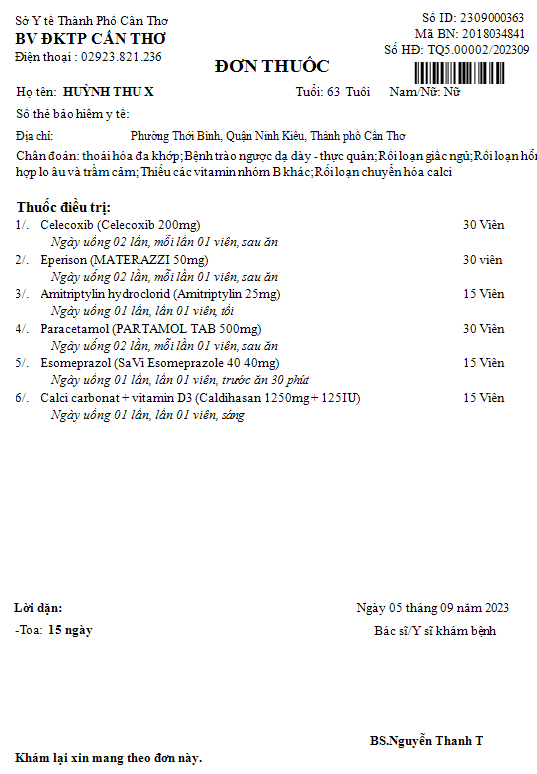 Sở Y tế Thành Phố Cần Thơ
BV ĐKTP CẦN THƠ
Điện thoại : 02923.821.236
Số ID: 2309000363
Mã BN: 2018034841
Số HĐ: TQ5.00002/202309
ĐƠN THUỐC
Họ tên: HUỲNH THU X Tuổi: 63 Tuổi Nam/Nữ: Nữ
Số thẻ bảo hiểm y tế:
Địa chỉ: Phường Thới Bình, Quận Ninh Kiều, Thành phố Cần Thơ
Chẩn đoán: thoái hóa đa khớp;Bệnh trào ngược dạ dày - thực quản;Rối loạn giấc ngủ;Rối loạn hỗn
hợp lo âu và trầm cảm;Thiếu các vitamin nhóm B khác;Rối loạn chuyển hóa calci
Thuốc điều trị:
1/. Celecoxib (Celecoxib 200mg) 30 Viên
Ngày uống 02 lần, mỗi lần 01 viên, sau ăn
2/. Eperison (MATERAZZI 50mg) 30 viên
Ngày uống 02 lần, mỗi lần 01 viên, sau ăn
3/. Amitriptylin hydroclorid (Amitriptylin 25mg) 15 Viên
Ngày uống 01 lần, lần 01 viên, tối
4/. Paracetamol (PARTAMOL TAB 500mg) 30 Viên
Ngày uống 02 lần, mỗi lần 01 viên, sau ăn
5/. Esomeprazol (SaVi Esomeprazole 40 40mg) 15 Viên
Ngày uống 01 lần, lần 01 viên, trước ăn 30 phút
6/. Calci carbonat + vitamin D3 (Caldihasan 1250mg + 125IU) 15 Viên
Ngày uống 01 lần, lần 01 viên, sáng
Lời dặn:
-Toa: 15 ngày
Ngày 05 tháng 09 năm 2023
Bác sĩ/Y sĩ khám bệnh
BS.Nguyễn Thanh T
Khám lại xin mang theo đơn này.